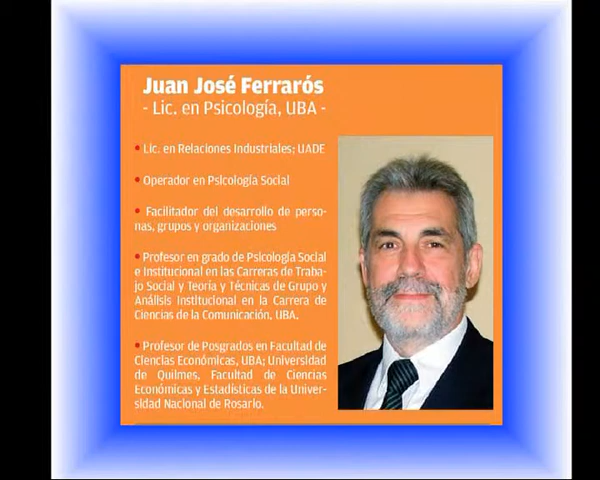 Juan José Ferrarós
- Lic. en Psicología, UBA -
• Lic. en Relaciones Industriales; UADE
• Operador en Psicología Social
• Facilitador del desarrollo de perso-
nas, grupos y organizaciones
• Profesor en grado de Psicología Social
e Institucional en las Carreras de Traba-
jo Social y Teoría y Técnicas de Grupo y
Análisis Institucional en la Carrera de
Ciencias de la Comunicación, UBA.
• Profesor de Posgrados en Facultad de
Ciencias Económicas, UBA; Universidad
de Quilmes, Facultad de Ciencias
Económicas y Estadísticas de la Univer-
sidad Nacional de Rosario.